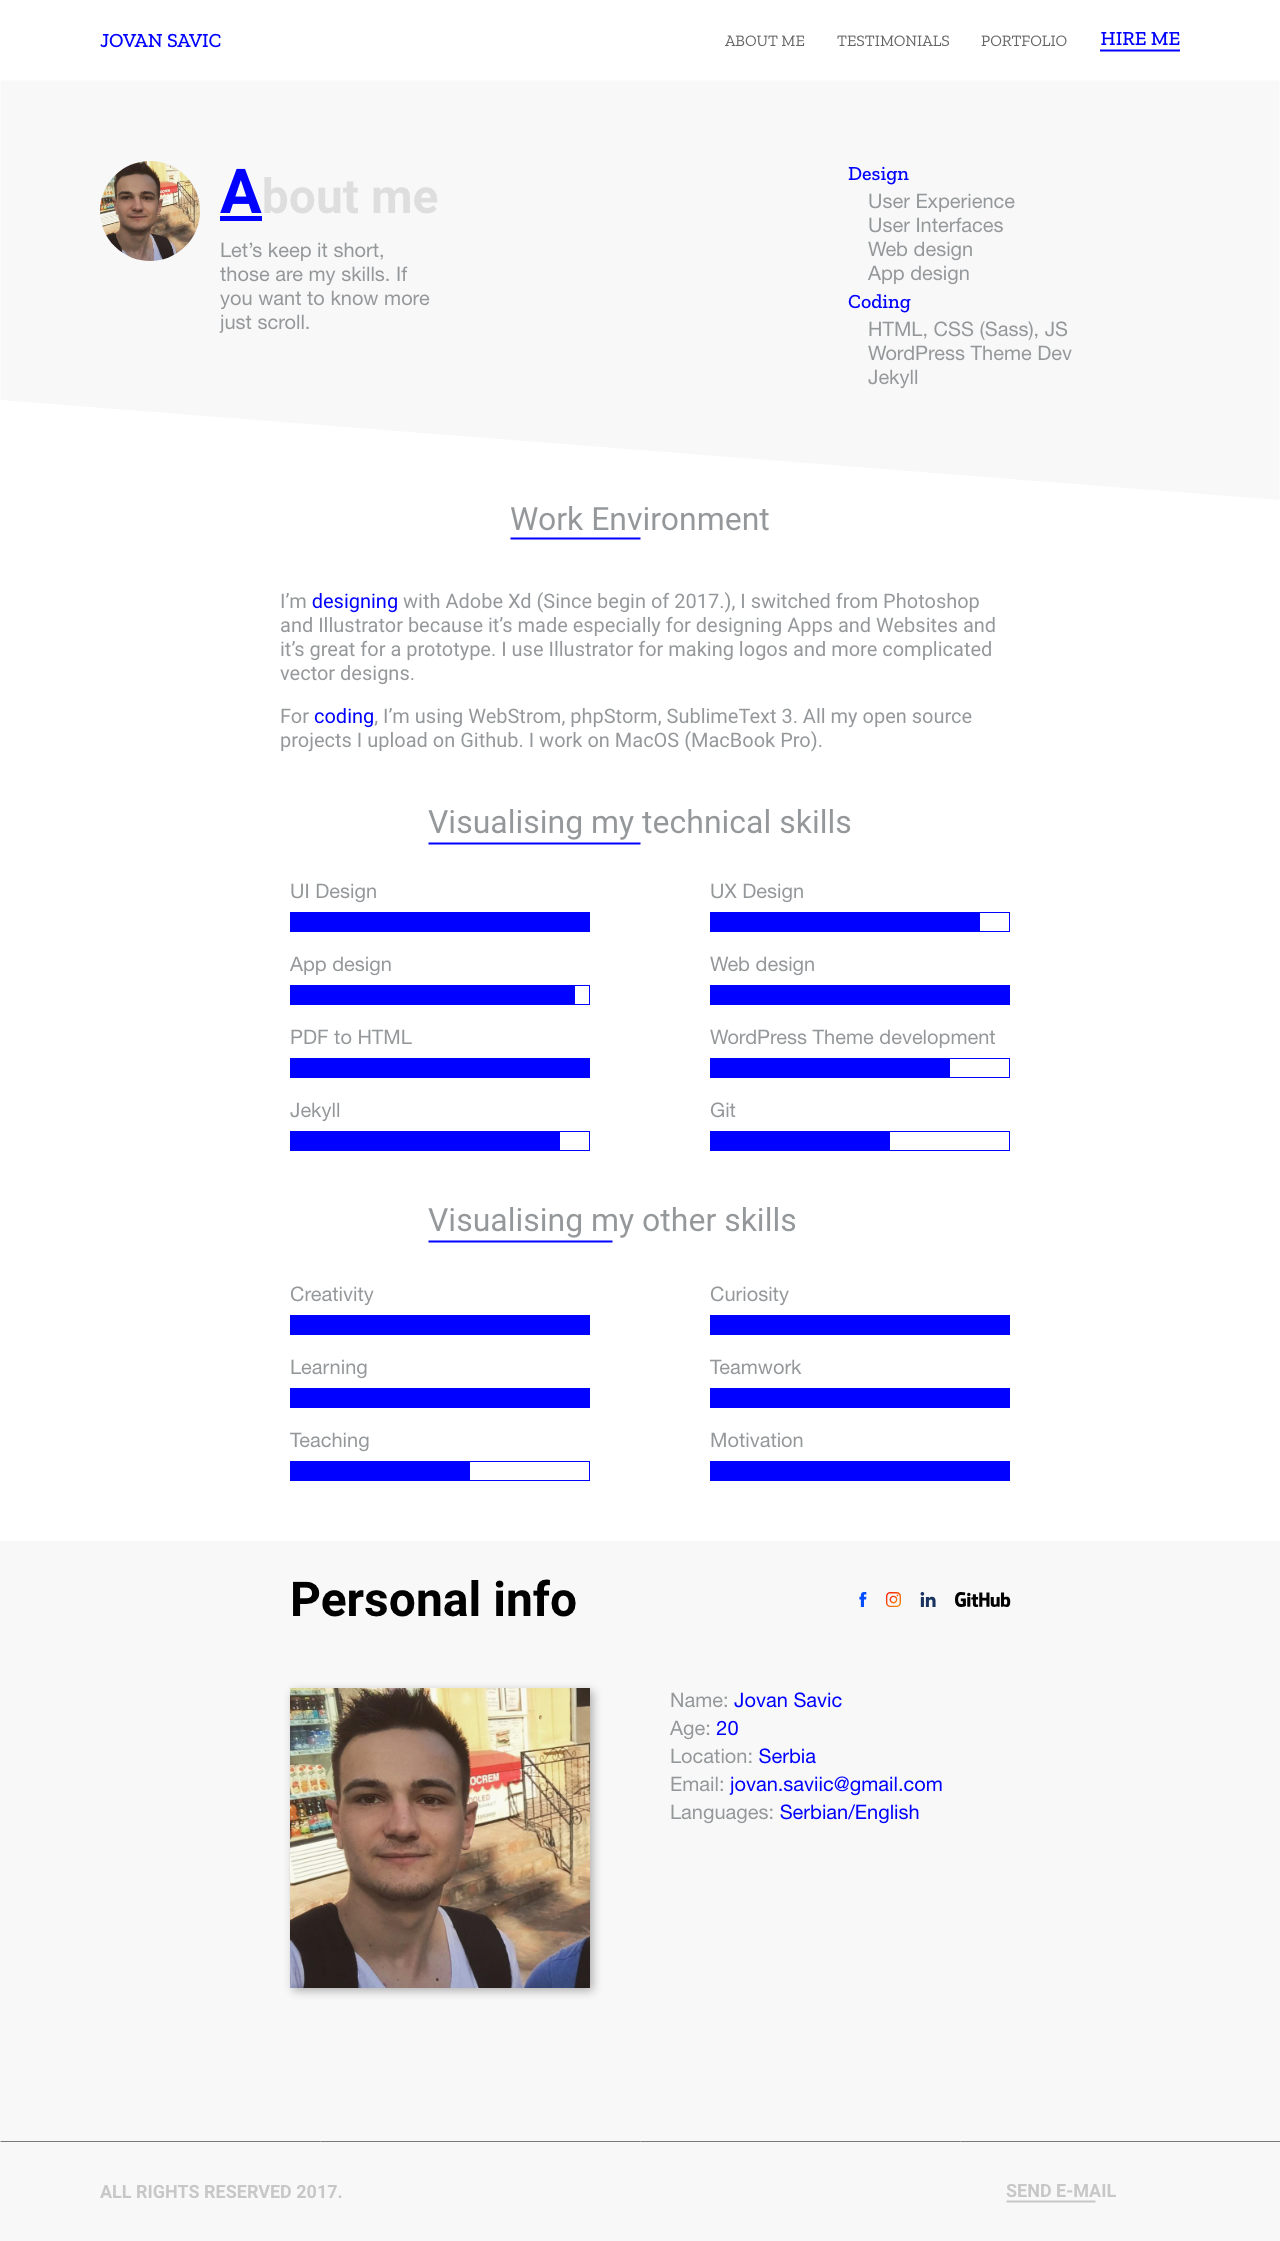 JOVAN SAVIC
ABOUT ME
TESTIMONIALS
PORTFOLIO
HIRE ME
About me
Let’s keep it short,
those are my skills. If
you want to know more
just scroll.
Design
User Experience
User Interfaces
Web design
App design
Coding
HTML, CSS (Sass), JS
WordPress Theme Dev
Jekyll
Work Environment
I’m designing with Adobe Xd (Since begin of 2017.), I switched from Photoshop
and Illustrator because it’s made especially for designing Apps and Websites and
it’s great for a prototype. I use Illustrator for making logos and more complicated
vector designs.
For coding, I’m using WebStrom, phpStorm, SublimeText 3. All my open source
projects I upload on Github. I work on MacOS (MacBook Pro).
Visualising my technical skills
UI Design
UX Design
App design
Web design
PDF to HTML
WordPress Theme development
Jekyll
Git
Visualising my other skills
Creativity
Curiosity
Learning
Teamwork
Teaching
Motivation
Personal info
f
in
GitHub
OCREM
Name: Jovan Savic
Age: 20
Location: Serbia
Email: jovan.saviic@gmail.com
Languages: Serbian/English
ALL RIGHTS RESERVED 2017.
SEND E-MAIL